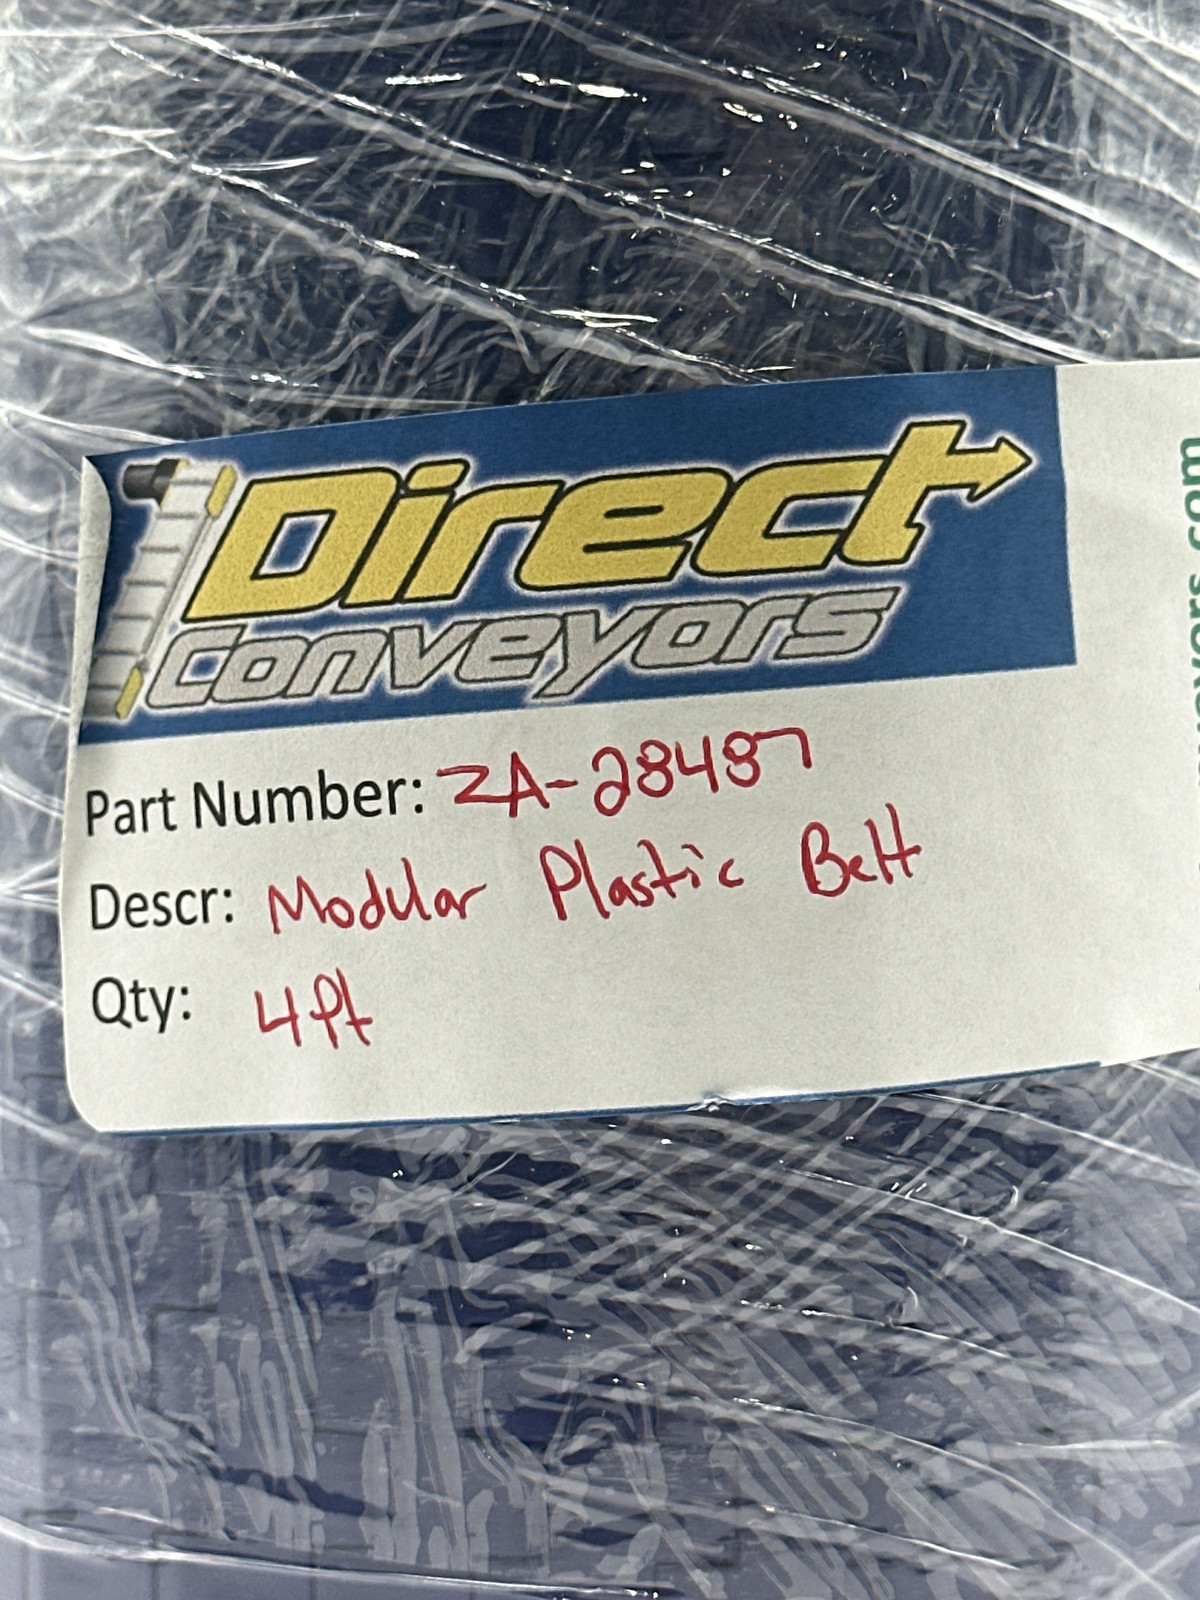 Direct
Conveyors
Part Number: ZA-28487
Descr: Modular Plastic Belt
Qty: 4ft